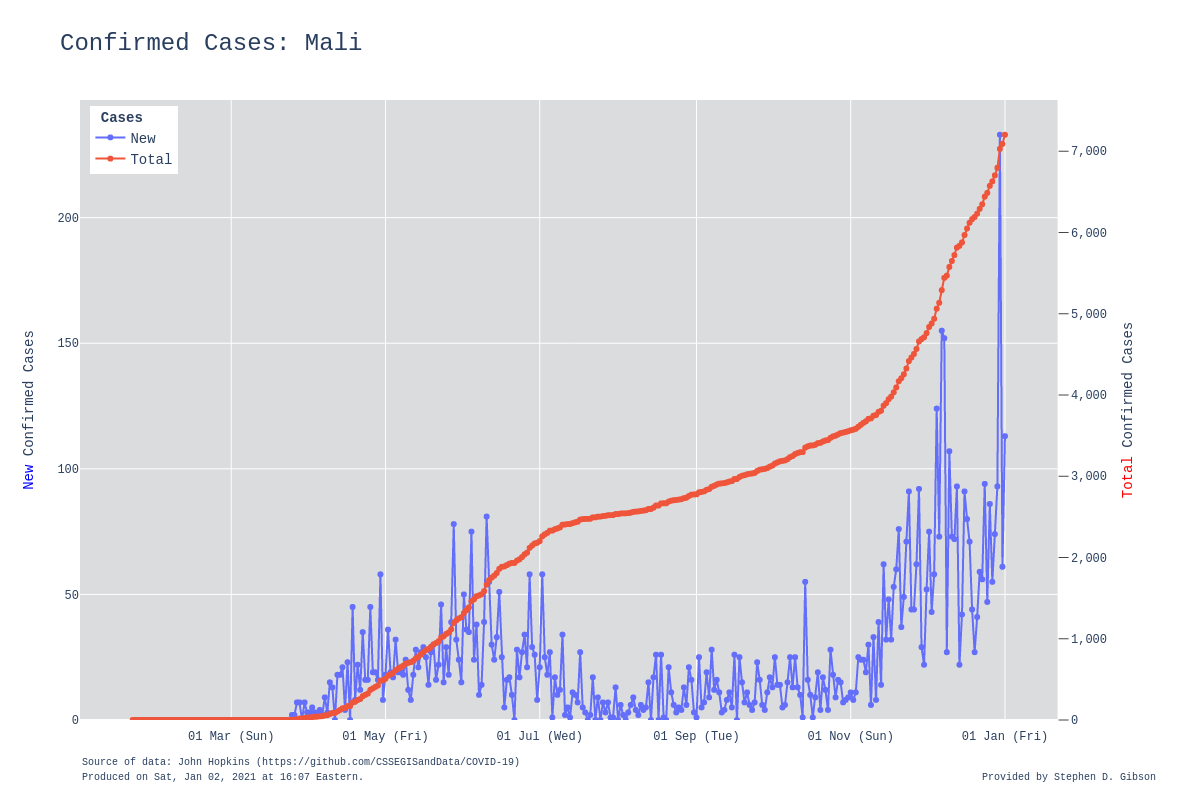 Confirmed Cases: Mali
Cases
New
Total
200
150
100
50
0
7,000
6,000
5,000
4,000
3,000
2,000
1,000
0
New Confirmed Cases
Total Confirmed Cases
01 Mar (Sun) 01 May (Fri) 01 Jul (Wed) 01 Sep (Tue) 01 Nov (Sun) 01 Jan (Fri)
Source of data: John Hopkins (https://github.com/CSSEGISandData/COVID-19)
Produced on Sat, Jan 02, 2021 at 16:07 Eastern.
Provided by Stephen D. Gibson